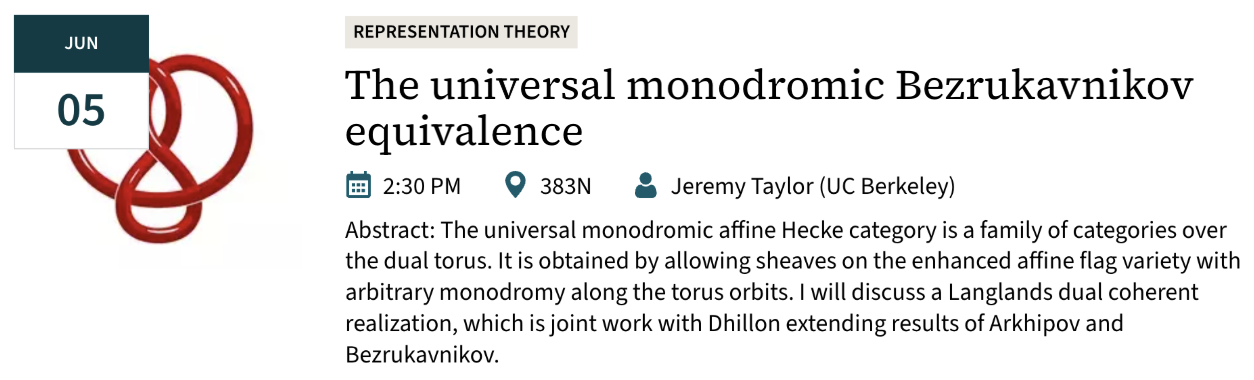 JUN
05
REPRESENTATION THEORY
The universal monodromic Bezrukavnikov
equivalence
2:30 PM 383N Jeremy Taylor (UC Berkeley)
Abstract: The universal monodromic affine Hecke category is a family of categories over
the dual torus. It is obtained by allowing sheaves on the enhanced affine flag variety with
arbitrary monodromy along the torus orbits. I will discuss a Langlands dual coherent
realization, which is joint work with Dhillon extending results of Arkhipov and
Bezrukavnikov.